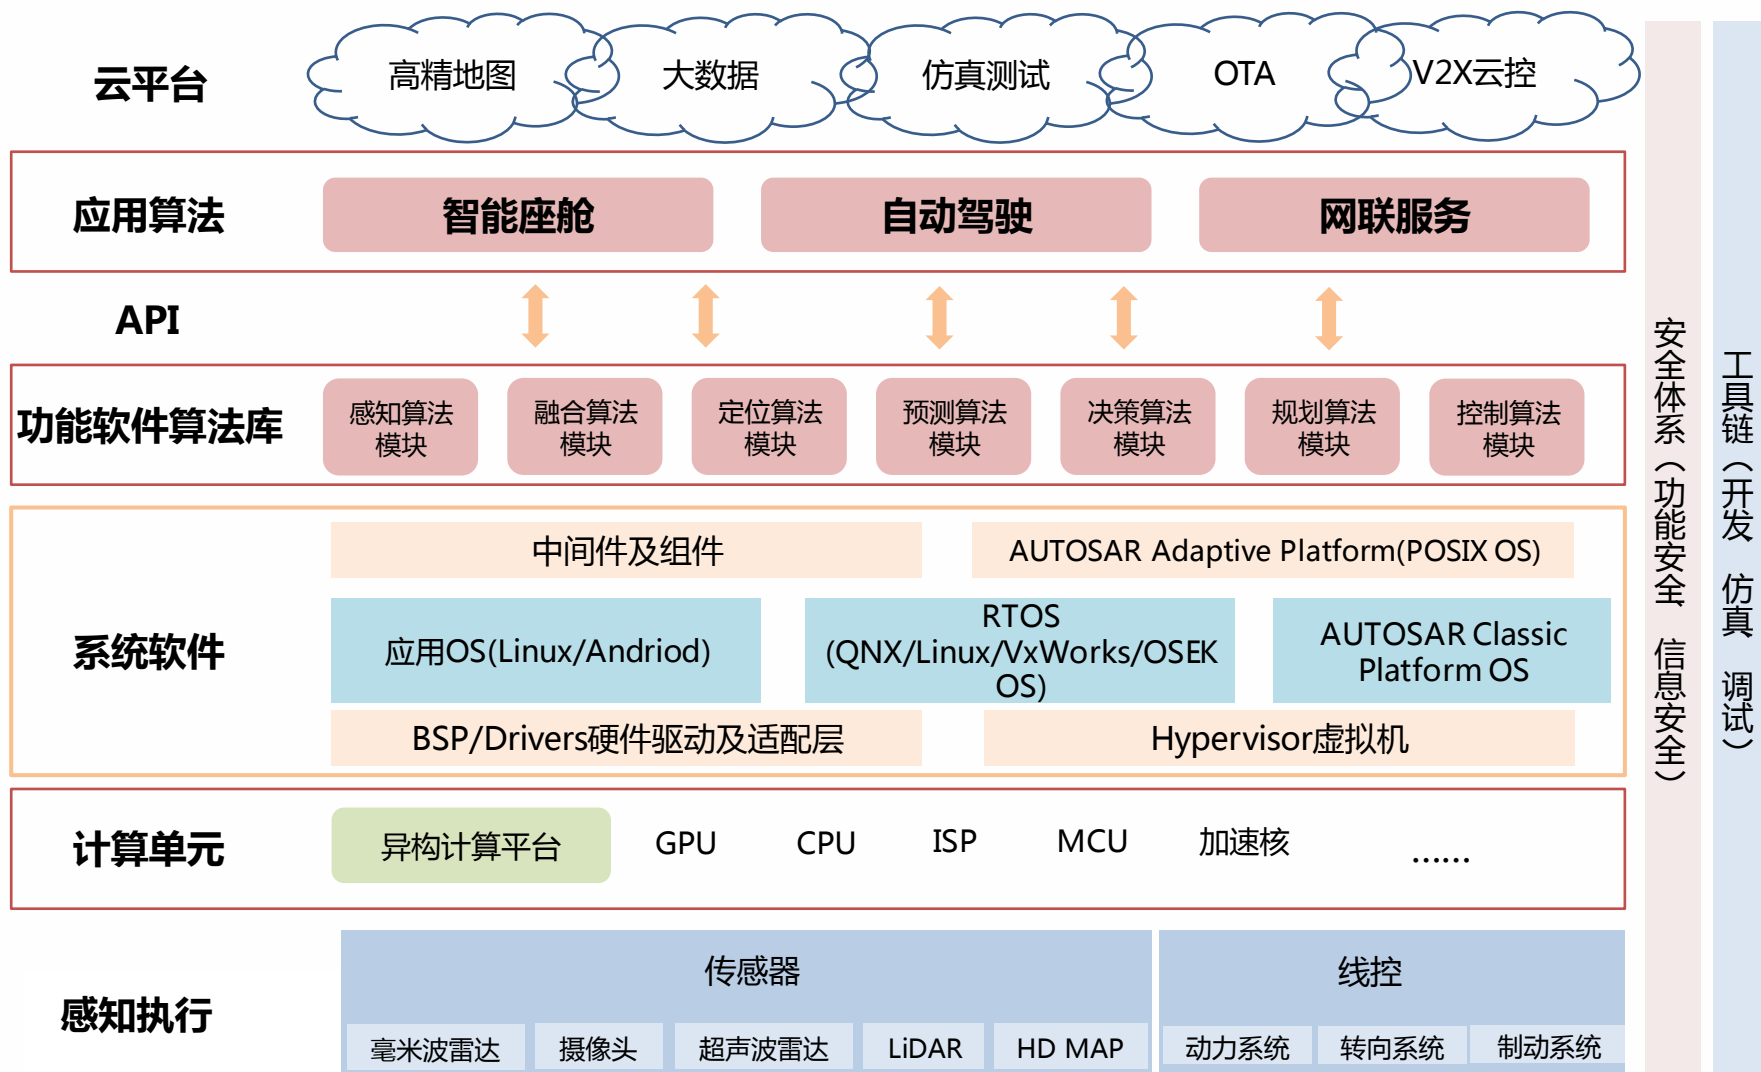 云平台
高精地图
大数据
仿真测试
OTA
V2X云控
应用算法
智能座舱
自动驾驶
网联服务
API
功能软件算法库
感知算法
模块
融合算法
模块
定位算法
模块
预测算法
模块
决策算法
模块
规划算法
模块
控制算法
模块
系统软件
中间件及组件
AUTOSAR Adaptive Platform(POSIX OS)
应用OS(Linux/Andriod)
RTOS
(QNX/Linux/VxWorks/OSEK
OS)
AUTOSAR Classic
Platform OS
BSP/Drivers硬件驱动及适配层
Hypervisor虚拟机
计算单元
异构计算平台
GPU
CPU
ISP
MCU
加速核
......
感知执行
传感器
毫米波雷达
摄像头
超声波雷达
LiDAR
HD MAP
线控
动力系统
转向系统
制动系统
安全体系（功能安全、信息安全）
工具链（开发 仿真 调试）